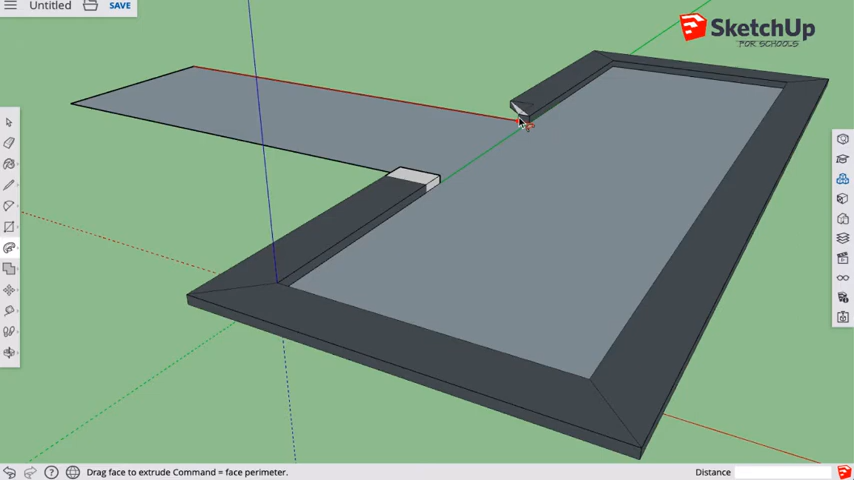 Untitled
SAVE
SketchUp
FOR SCHOOLS
Drag face to extrude Command = face perimeter.
Distance